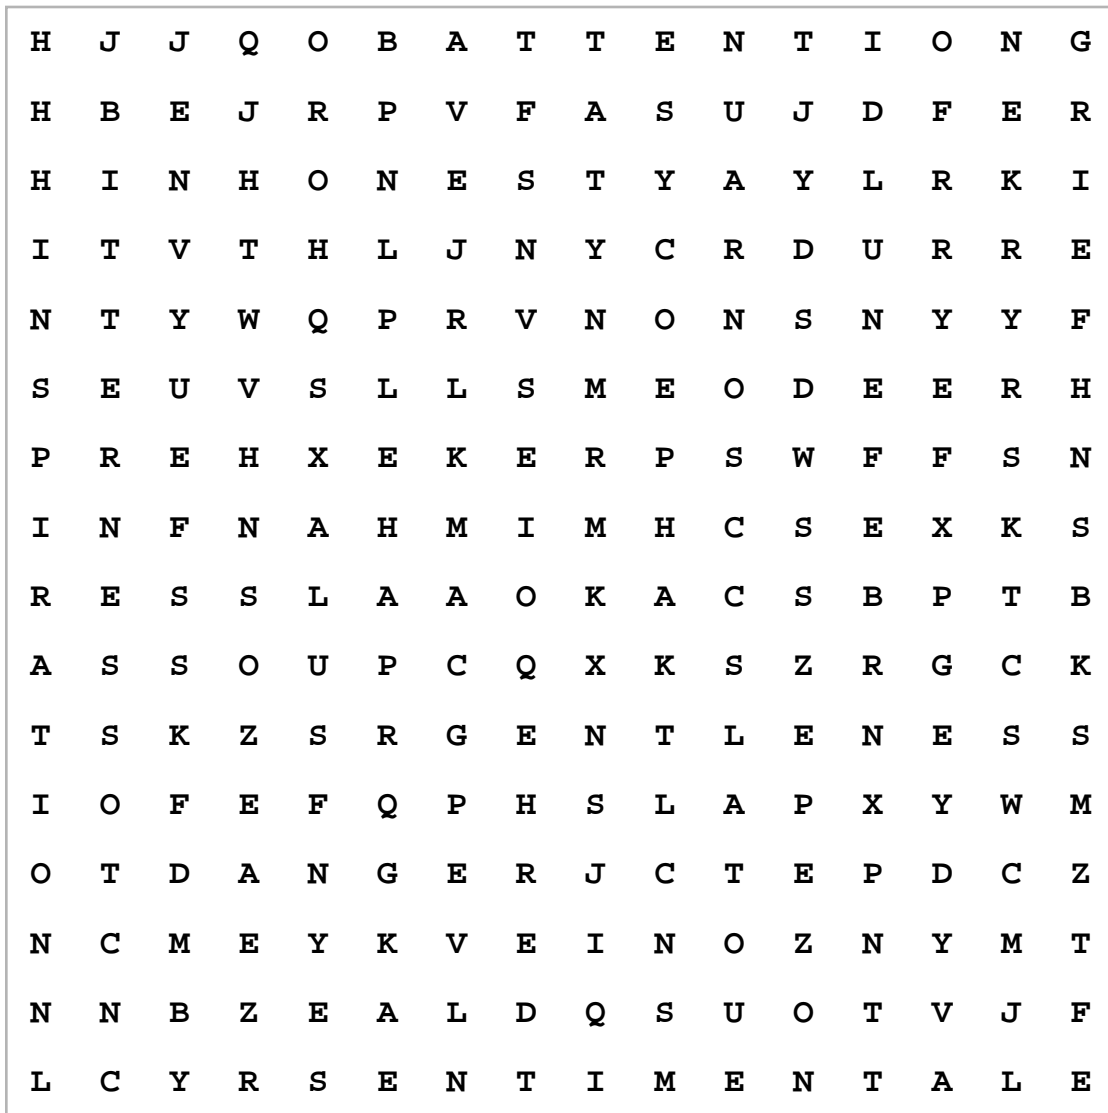 H J J Q O B A T T E N T I O N G
H B E J R P V F A S U J D F E R
H I N H O N E S T Y A Y L R K I
I T V T H L J N Y C R D U R R E
N T Y W Q P R V N O N S N Y Y F
S E U V S L L S M E O D E E R H
P R E H X E K E R P S W F F S N
I N F N A H M I M H C S E X K S
R E S S L A A O K A C S B P T B
A S S O U P C Q X K S Z R G C K
T S K Z S R G E N T L E N E S S
I O F E F Q P H S L A P X Y W M
O T D A N G E R J C T E P D C Z
N C M E Y K V E I N O Z N Y M T
N N B Z E A L D Q S U O T V J F
L C Y R S E N T I M E N T A L E